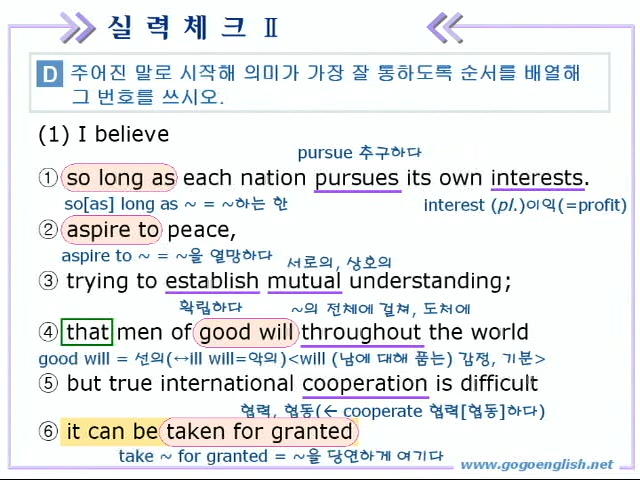 실 력 체 크 Ⅱ
D 주어진 말로 시작해 의미가 가장 잘 통하도록 순서를 배열해
그 번호를 쓰시오.
(1) I believe
pursue 추구하다
① so long as each nation pursues its own interests.
so[as] long as ~ = ~하는 한 interest (pl.)이익(=profit)
② aspire to peace,
aspire to ~ = ~을 열망하다 서로의, 상호의
③ trying to establish mutual understanding;
확립하다 ~의 전체에 걸쳐, 도처에
④ that men of good will throughout the world
good will = 선의(↔ill will=악의)<will (남에 대해 품는) 감정, 기분>
⑤ but true international cooperation is difficult
협력, 협동(← cooperate 협력[협동]하다)
⑥ it can be taken for granted
take ~ for granted = ~을 당연하게 여기다
www.gogoenglish.net